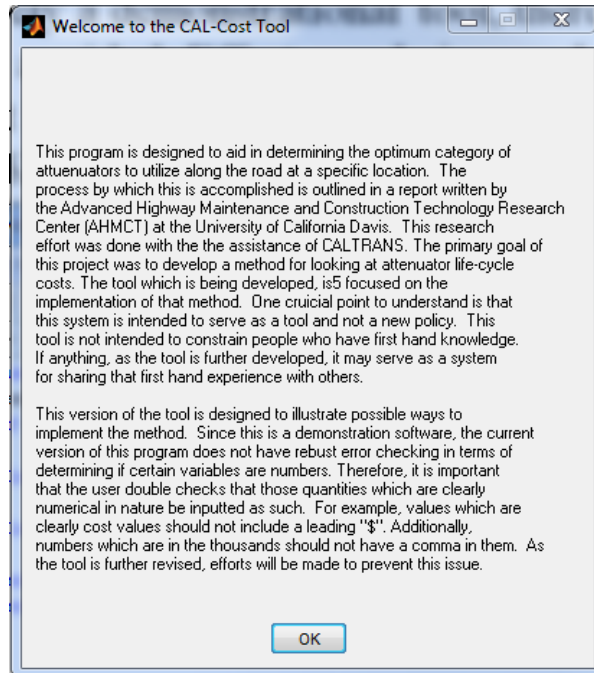 Welcome to the CAL-Cost Tool
This program is designed to aid in determining the optimum category of
attuenuators to utilize along the road at a specific location. The
process by which this is accomplished is outlined in a report written by
the Advanced Highway Maintenance and Construction Technology Research
Center (AHMCT) at the University of California Davis. This research
effort was done with the the assistance of CALTRANS. The primary goal of
this project was to develop a method for looking at attenuator life-cycle
costs. The tool which is being developed, is5 focused on the
implementation of that method. One cruicial point to understand is that
this system is intended to serve as a tool and not a new policy. This
tool is not intended to constrain people who have first hand knowledge.
If anything, as the tool is further developed, it may serve as a system
for sharing that first hand experience with others.
This version of the tool is designed to illustrate possible ways to
implement the method. Since this is a demonstration software, the current
version of this program does not have rebust error checking in terms of
determining if certain variables are numbers. Therefore, it is important
that the user double checks that those quantities which are clearly
numerical in nature be inputted as such. For example, values which are
clearly cost values should not include a leading "$". Additionally,
numbers which are in the thousands should not have a comma in them. As
the tool is further revised, efforts will be made to prevent this issue.
OK